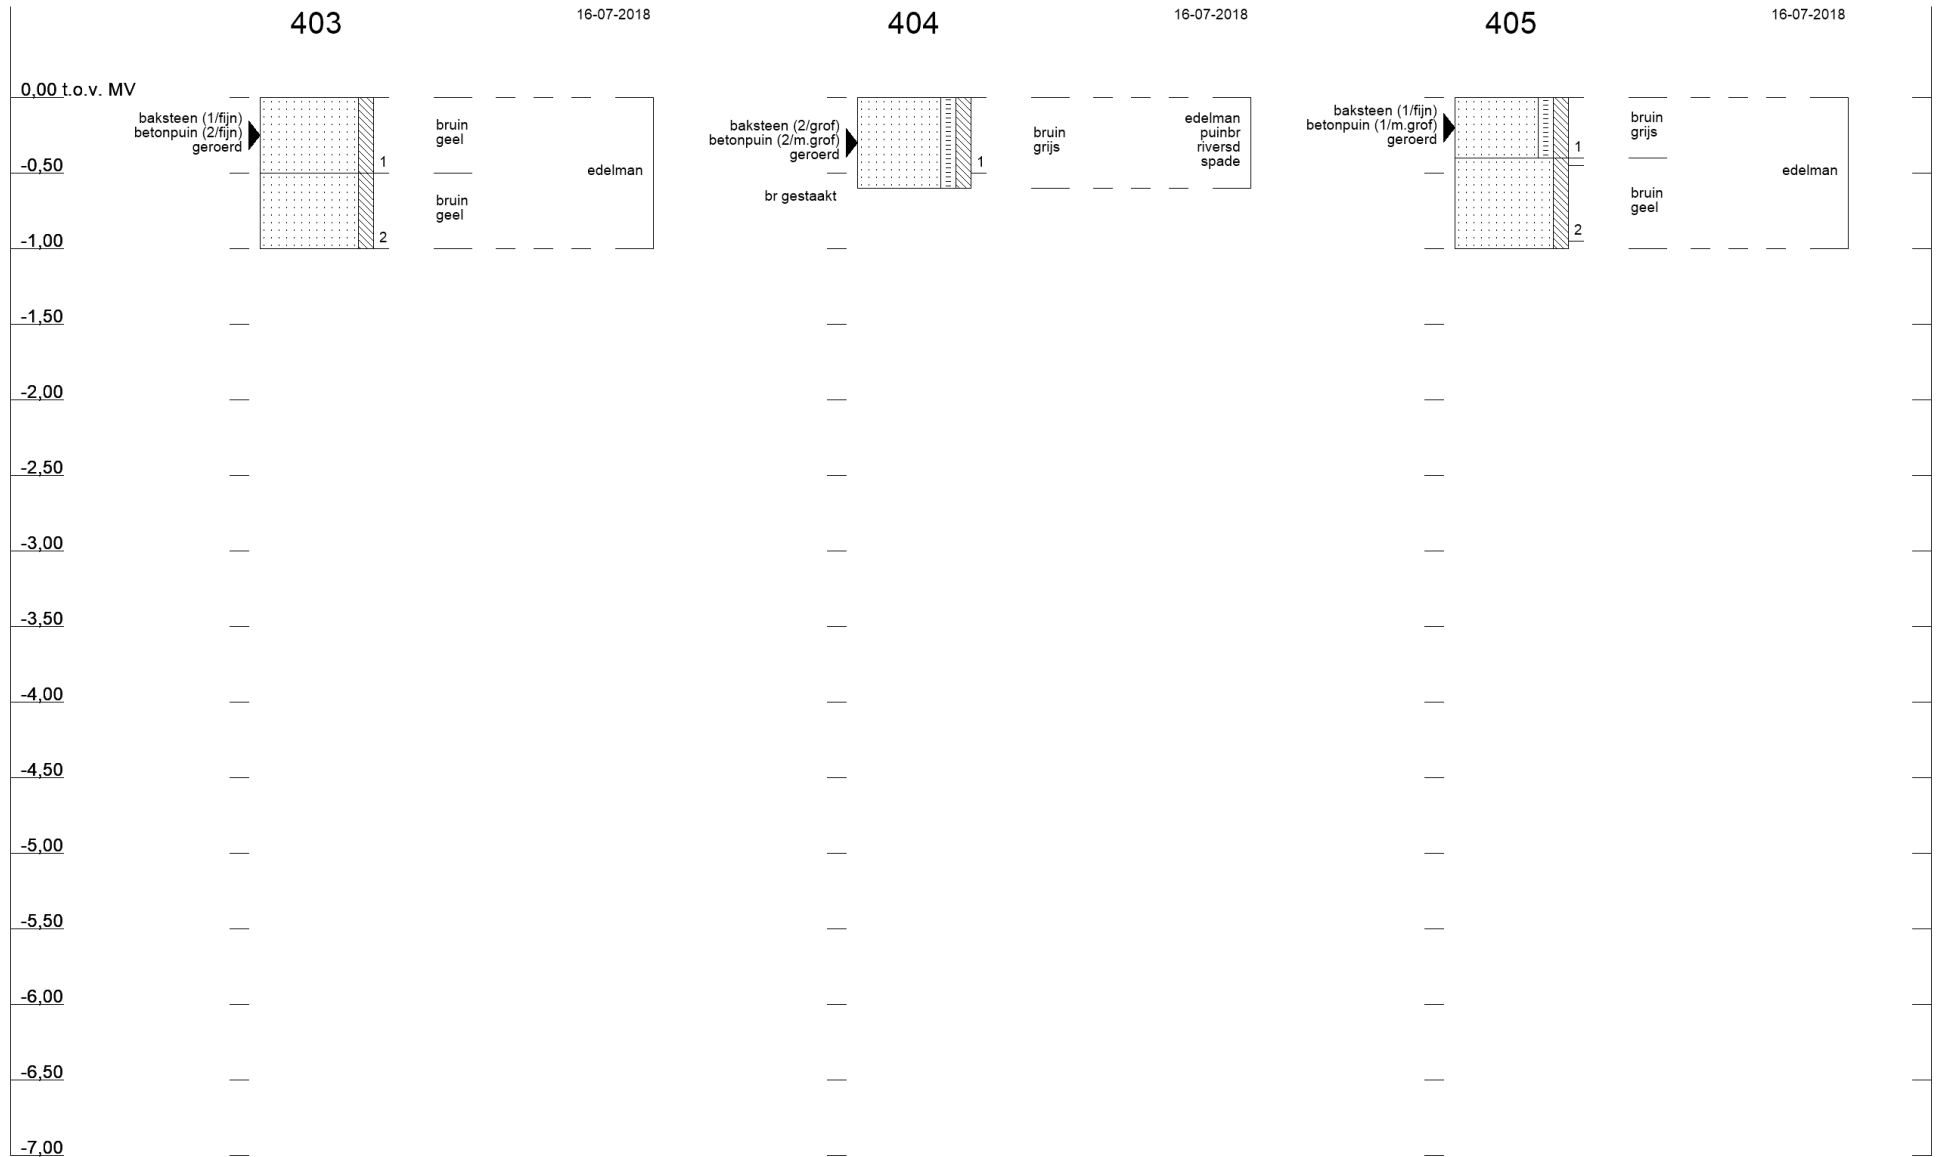 403
16-07-2018
404
16-07-2018
405
16-07-2018
0,00 t.o.v. MV
baksteen (1/fijn)
betonpuin (2/fijn)
geroerd
1
2
bruin
geel
bruin
geel
edelman
baksteen (2/grof)
betonpuin (2/m.grof)
geroerd
br gestaakt
1
bruin
grijs
edelman
puinbr
riversd
spade
baksteen (1/fijn)
betonpuin (1/m.grof)
geroerd
1
2
bruin
grijs
bruin
geel
edelman
-0,50
-1,00
-1,50
-2,00
-2,50
-3,00
-3,50
-4,00
-4,50
-5,00
-5,50
-6,00
-6,50
-7,00